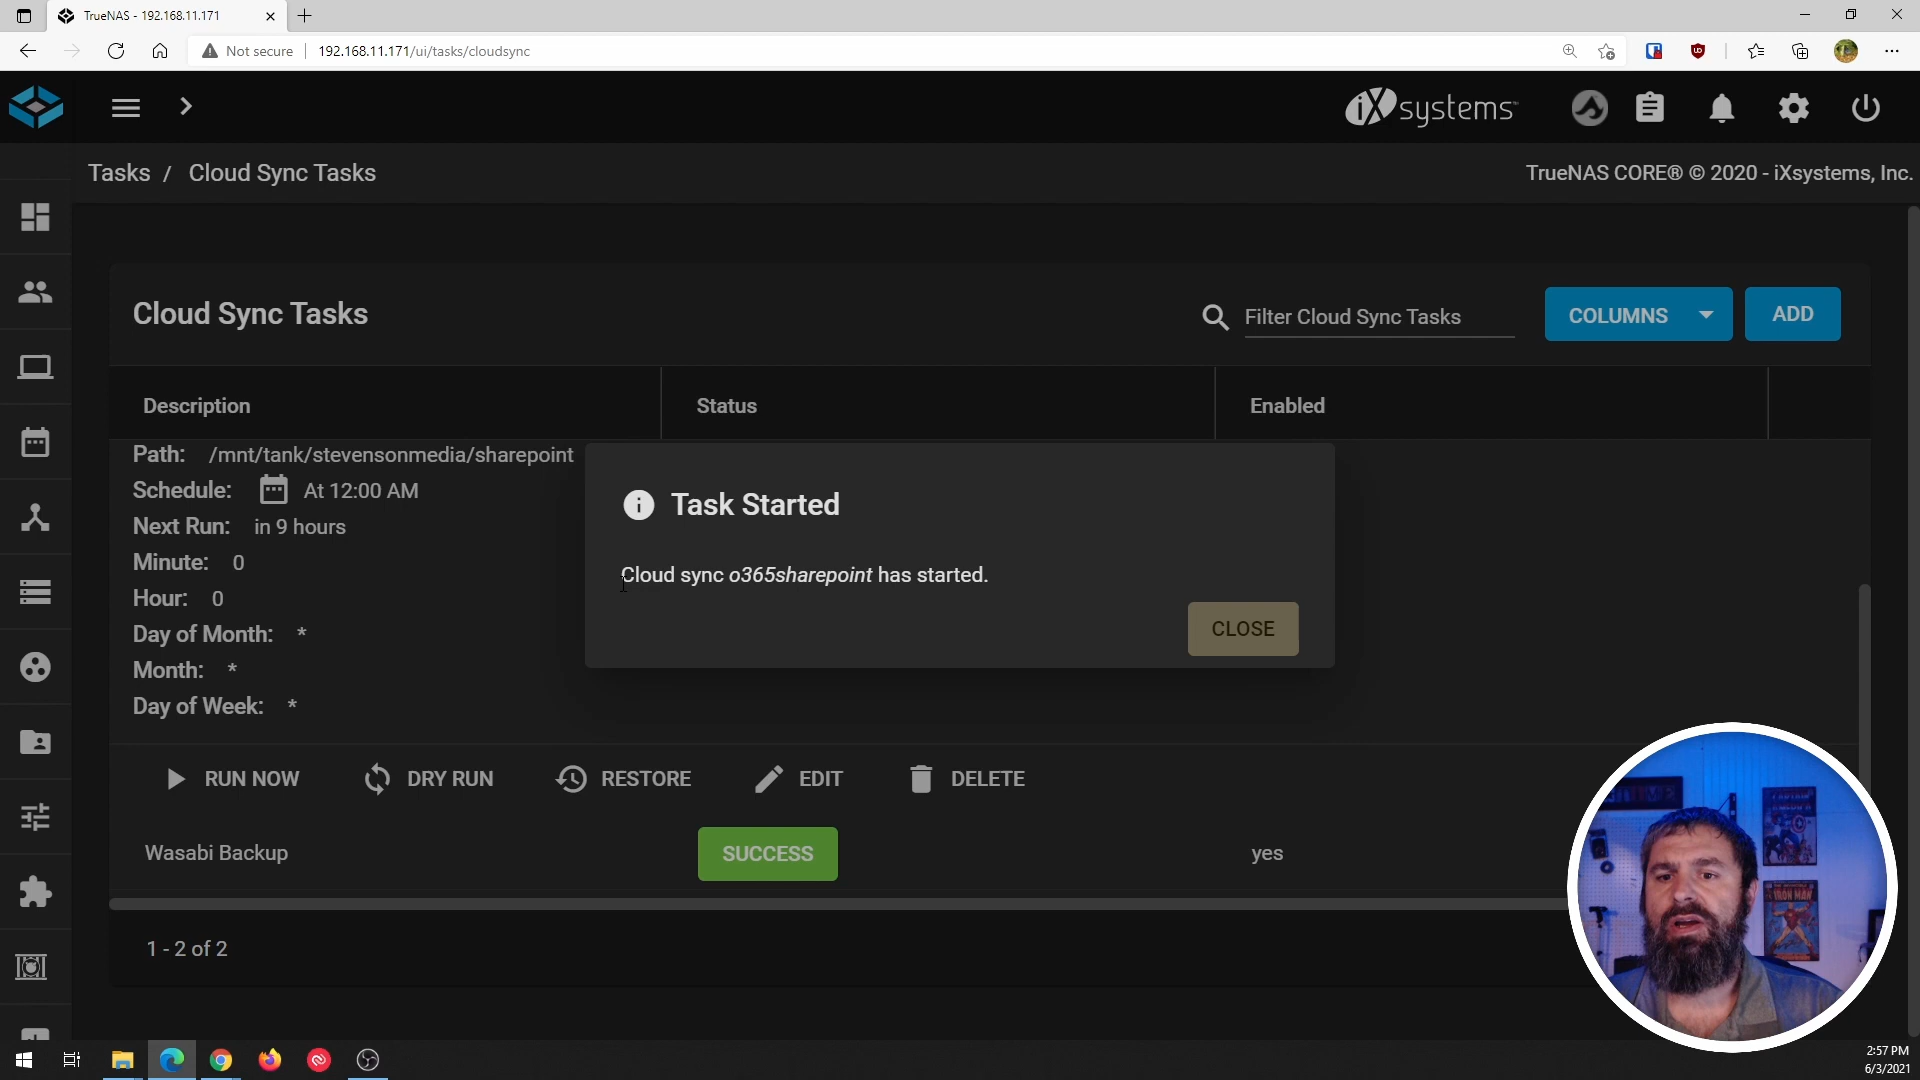 TrueNAS - 192.168.11.171
Not secure
192.168.11.171/ui/tasks/cloudsync
iXsystems
Tasks / Cloud Sync Tasks
TrueNAS CORE® © 2020 - iXsystems, Inc.
Cloud Sync Tasks
Filter Cloud Sync Tasks
COLUMNS
ADD
Description
Status
Enabled
Path: /mnt/tank/stevensonmedia/sharepoint
Schedule: At 12:00 AM
Next Run: in 9 hours
Minute: 0
Hour: 0
Day of Month: *
Month: *
Day of Week: *
Task Started
Cloud sync o365sharepoint has started.
CLOSE
RUN NOW
DRY RUN
RESTORE
EDIT
DELETE
Wasabi Backup
SUCCESS
yes
1 - 2 of 2
IRON MAN
2:57 PM
6/3/2021